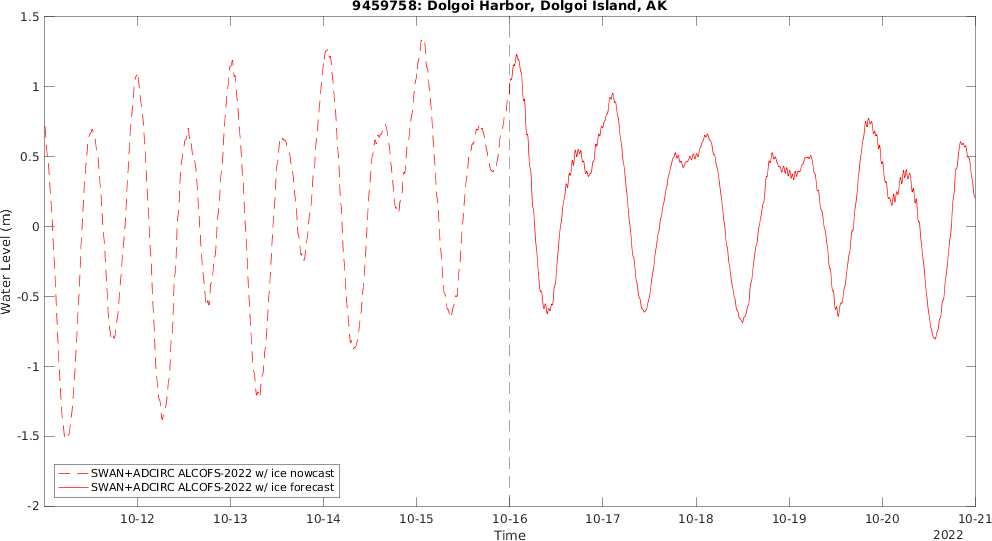 9459758: Dolgoi Harbor, Dolgoi Island, AK
Water Level (m)
1.5
1
0.5
0
-0.5
-1
-1.5
-2
SWAN+ADCIRC ALCOFS-2022 w/ ice nowcast
SWAN+ADCIRC ALCOFS-2022 w/ ice forecast
10-12 10-13 10-14 10-15 10-16 10-17 10-18 10-19 10-20 10-21
Time
2022